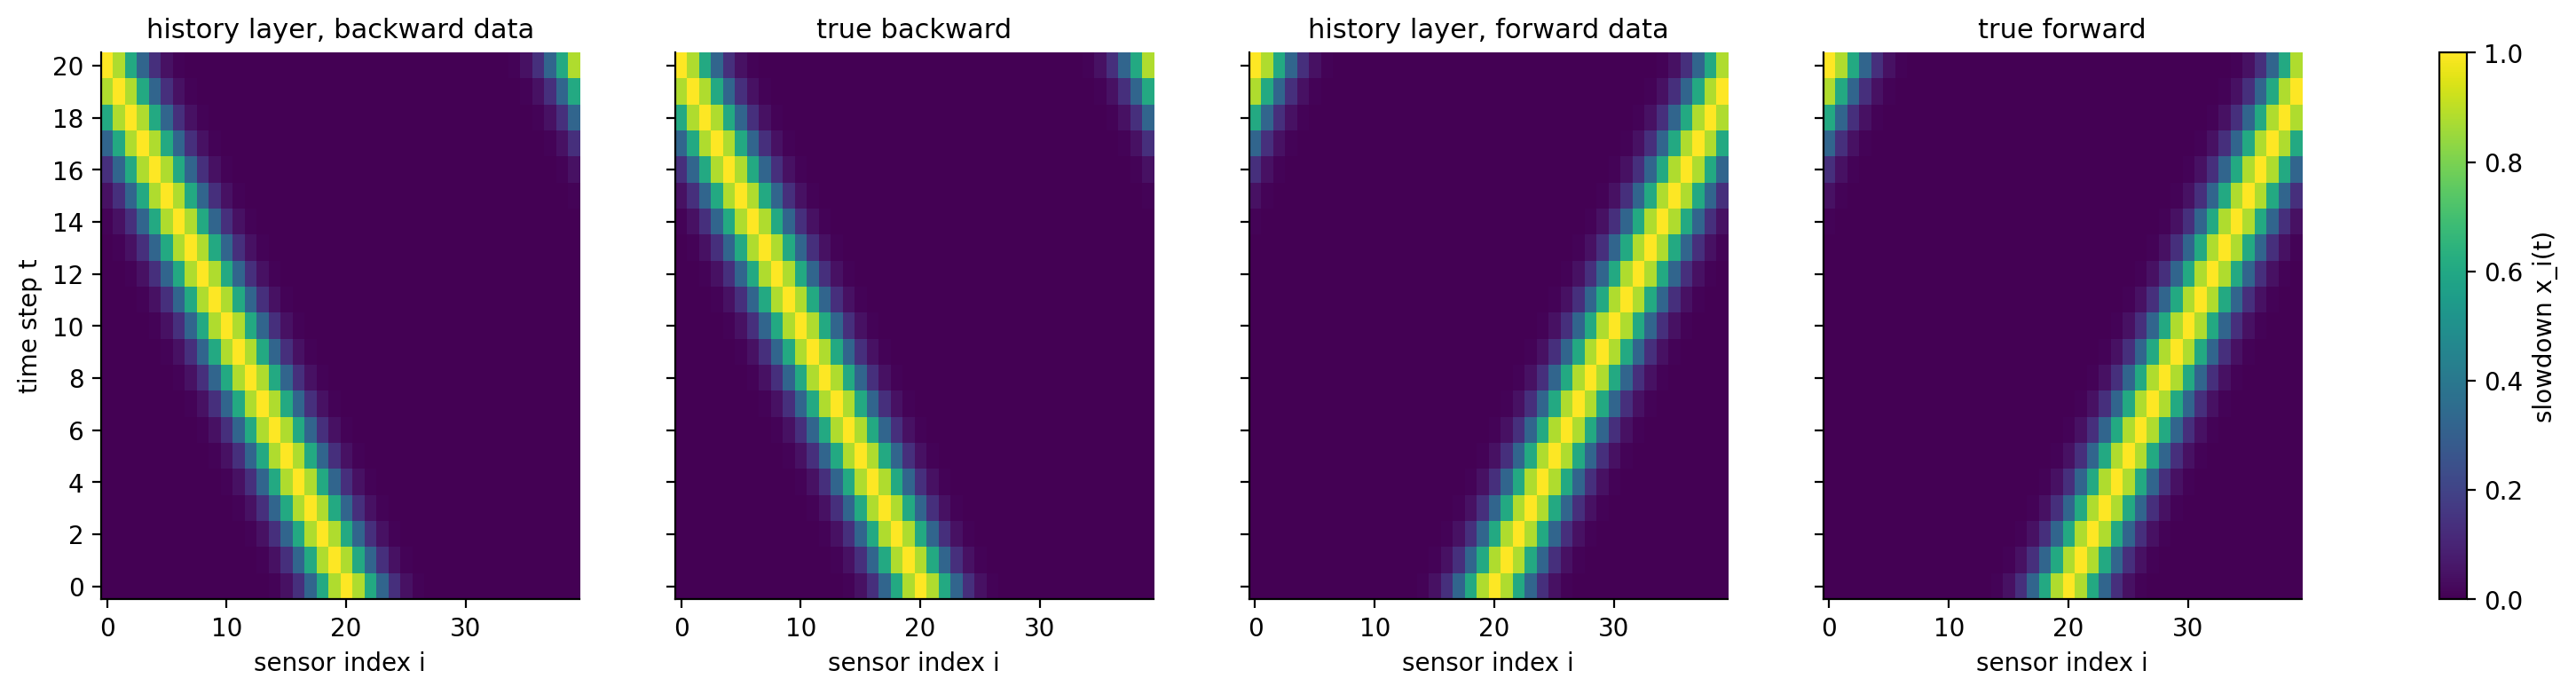 history layer, backward data
true backward
history layer, forward data
true forward
time step t
20
18
16
14
12
10
8
6
4
2
0
0 10 20 30
sensor index i
0 10 20 30
sensor index i
0 10 20 30
sensor index i
0 10 20 30
sensor index i
1.0
0.8
0.6
0.4
0.2
0.0
slowdown x_i(t)